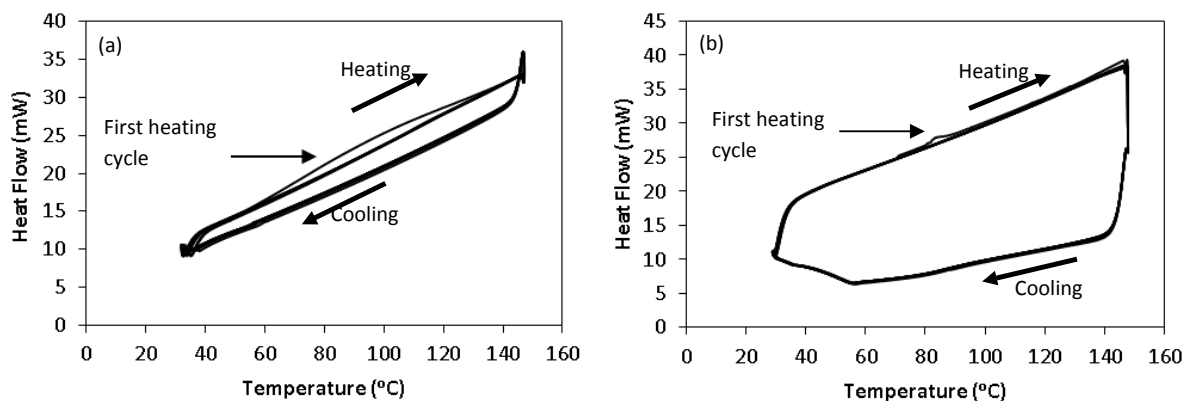 (a)
Heating
First heating
cycle
Cooling
Heat Flow (mW)
40
35
30
25
20
15
10
5
0
0 20 40 60 80 100 120 140 160
Temperature (°C)
(b)
Heating
First heating
cycle
Cooling
Heat Flow (mW)
45
40
35
30
25
20
15
10
5
0
0 20 40 60 80 100 120 140 160
Temperature (°C)